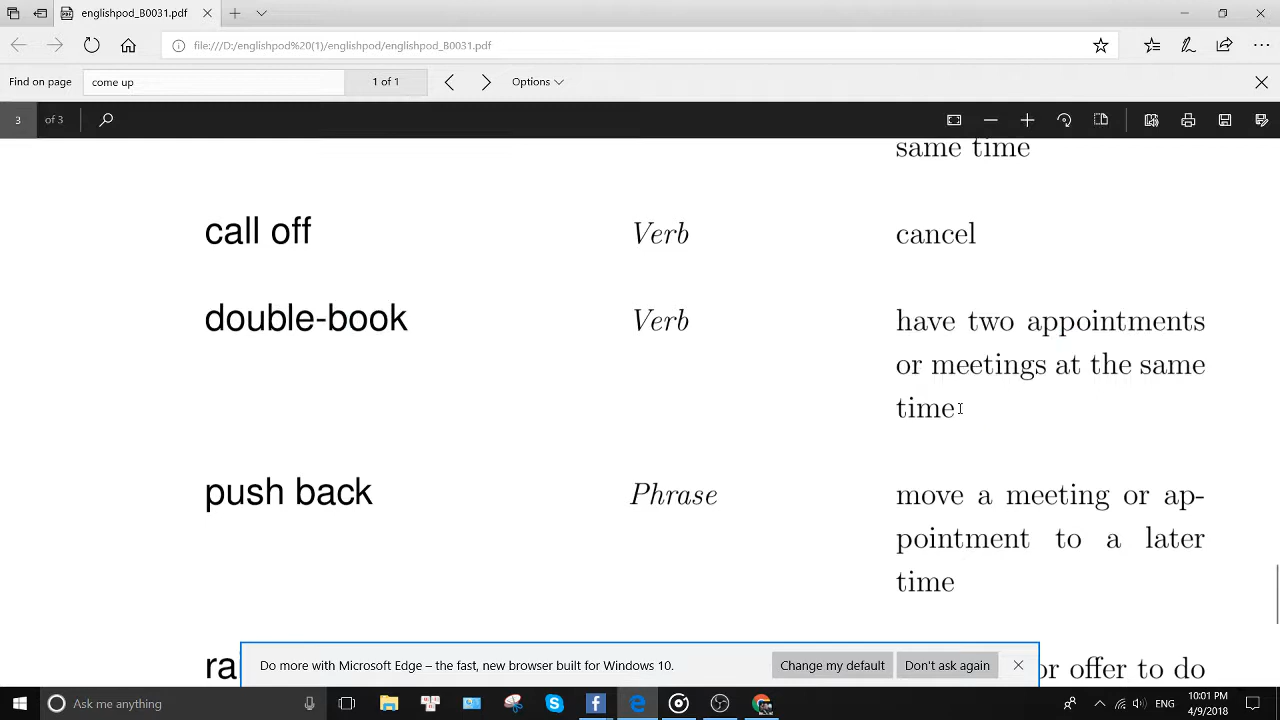 englishpod_B0031.pdf
file:///D:/englishpod%20(1)/englishpod/englishpod_B0031.pdf
Find on page come up 1 of 1 Options
3 of 3
same time
call off Verb cancel
double-book Verb have two appointments
or meetings at the same
time
push back Phrase move a meeting or ap-
pointment to a later
time
or offer to do
Do more with Microsoft Edge – the fast, new browser built for Windows 10. Change my default Don't ask again
Ask me anything ENG 10:01 PM
4/9/2018